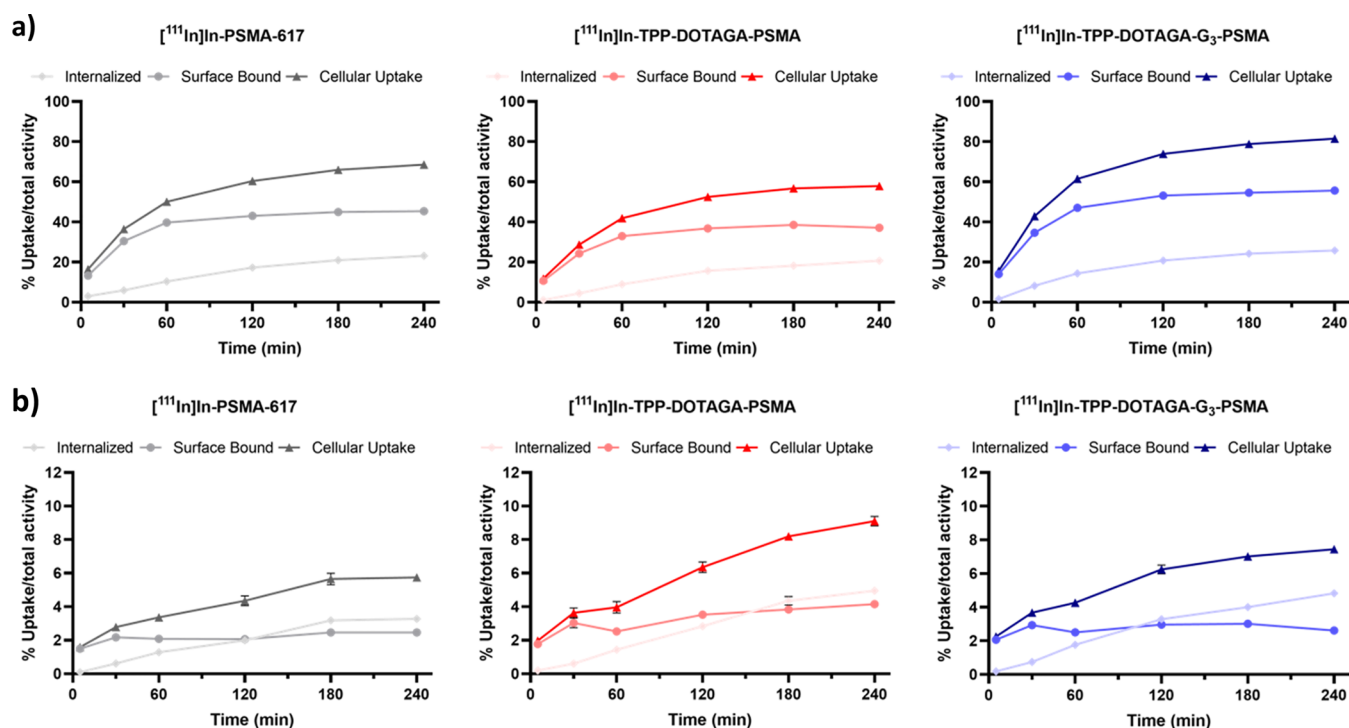 a)
[¹¹¹In]In-PSMA-617
[¹¹¹In]In-TPP-DOTAGA-PSMA
[¹¹¹In]In-TPP-DOTAGA-G₃-PSMA
Internalized Surface Bound Cellular Uptake
Internalized Surface Bound Cellular Uptake
Internalized Surface Bound Cellular Uptake
% Uptake/total activity
100
80
60
40
20
0
0 60 120 180 240
Time (min)
% Uptake/total activity
100
80
60
40
20
0
0 60 120 180 240
Time (min)
% Uptake/total activity
100
80
60
40
20
0
0 60 120 180 240
Time (min)
b)
[¹¹¹In]In-PSMA-617
[¹¹¹In]In-TPP-DOTAGA-PSMA
[¹¹¹In]In-TPP-DOTAGA-G₃-PSMA
Internalized Surface Bound Cellular Uptake
Internalized Surface Bound Cellular Uptake
Internalized Surface Bound Cellular Uptake
% Uptake/total activity
12
10
8
6
4
2
0
0 60 120 180 240
Time (min)
% Uptake/total activity
12
10
8
6
4
2
0
0 60 120 180 240
Time (min)
% Uptake/total activity
12
10
8
6
4
2
0
0 60 120 180 240
Time (min)